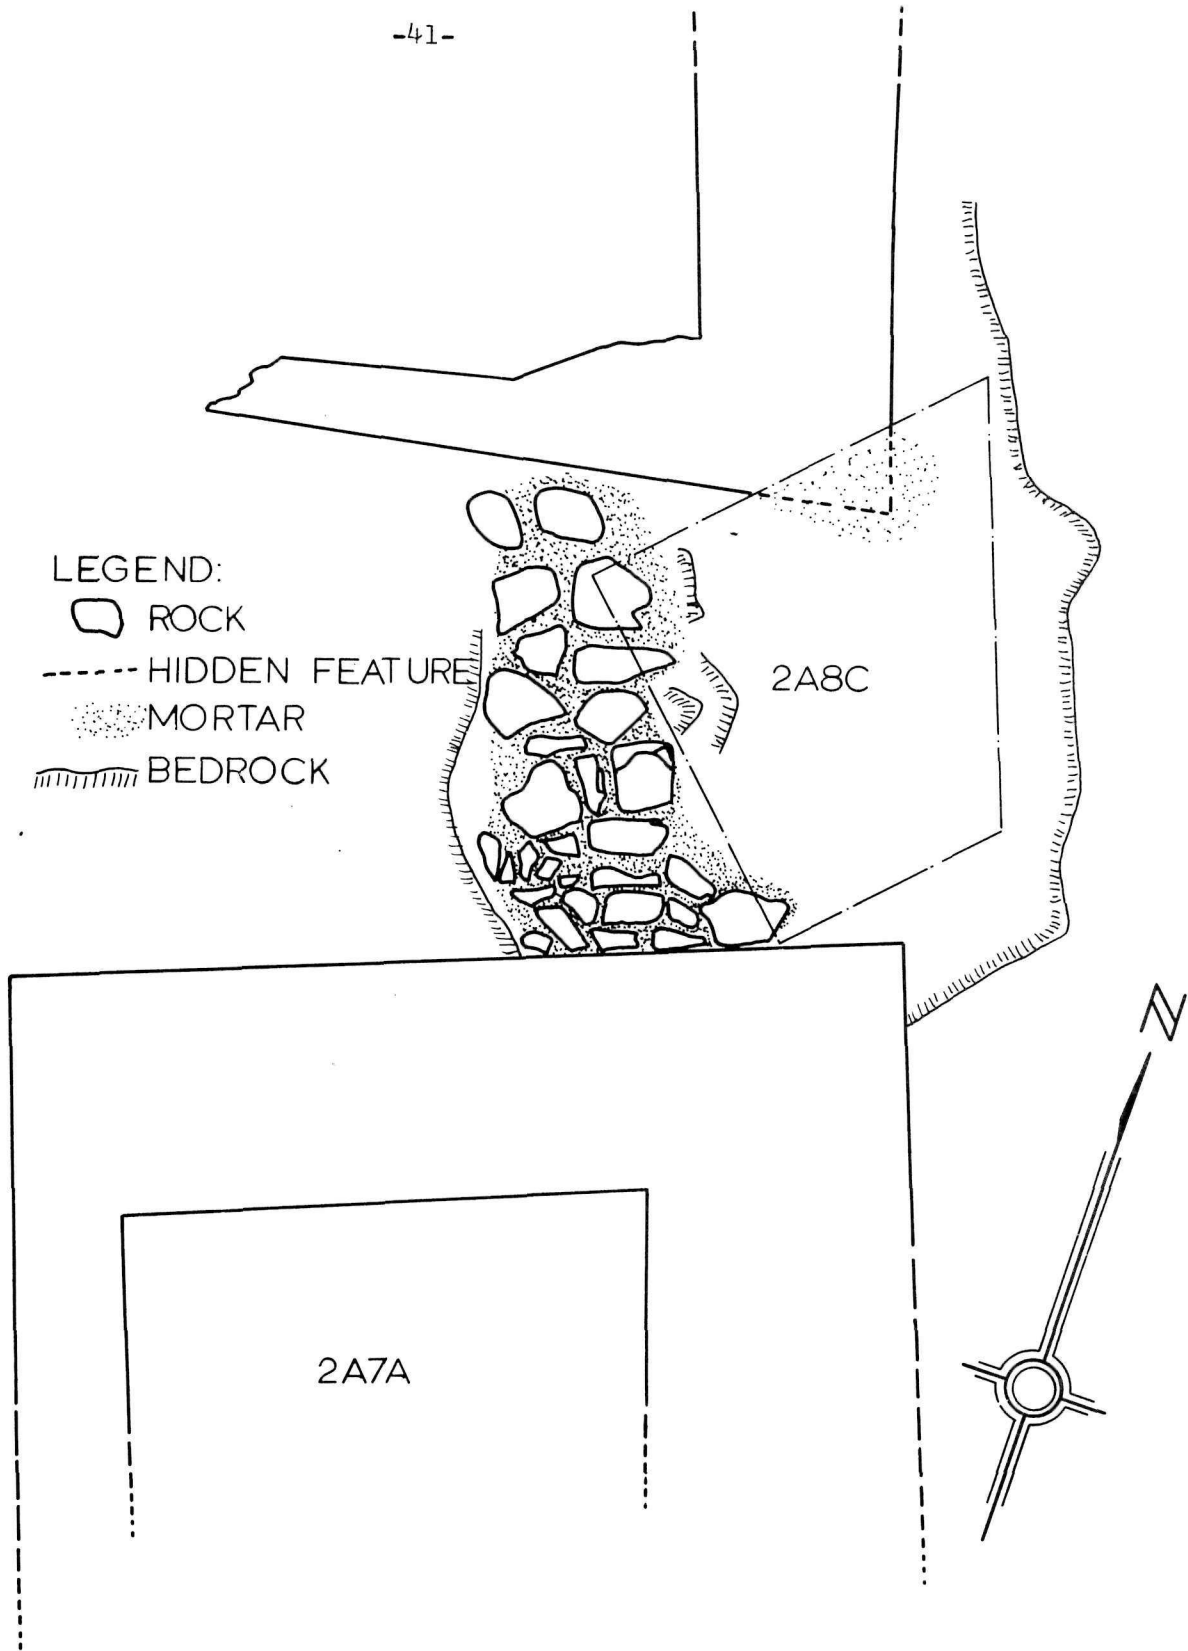 -41-
LEGEND:
ROCK
HIDDEN FEATURE
MORTAR
BEDROCK
2A8C
N
2A7A